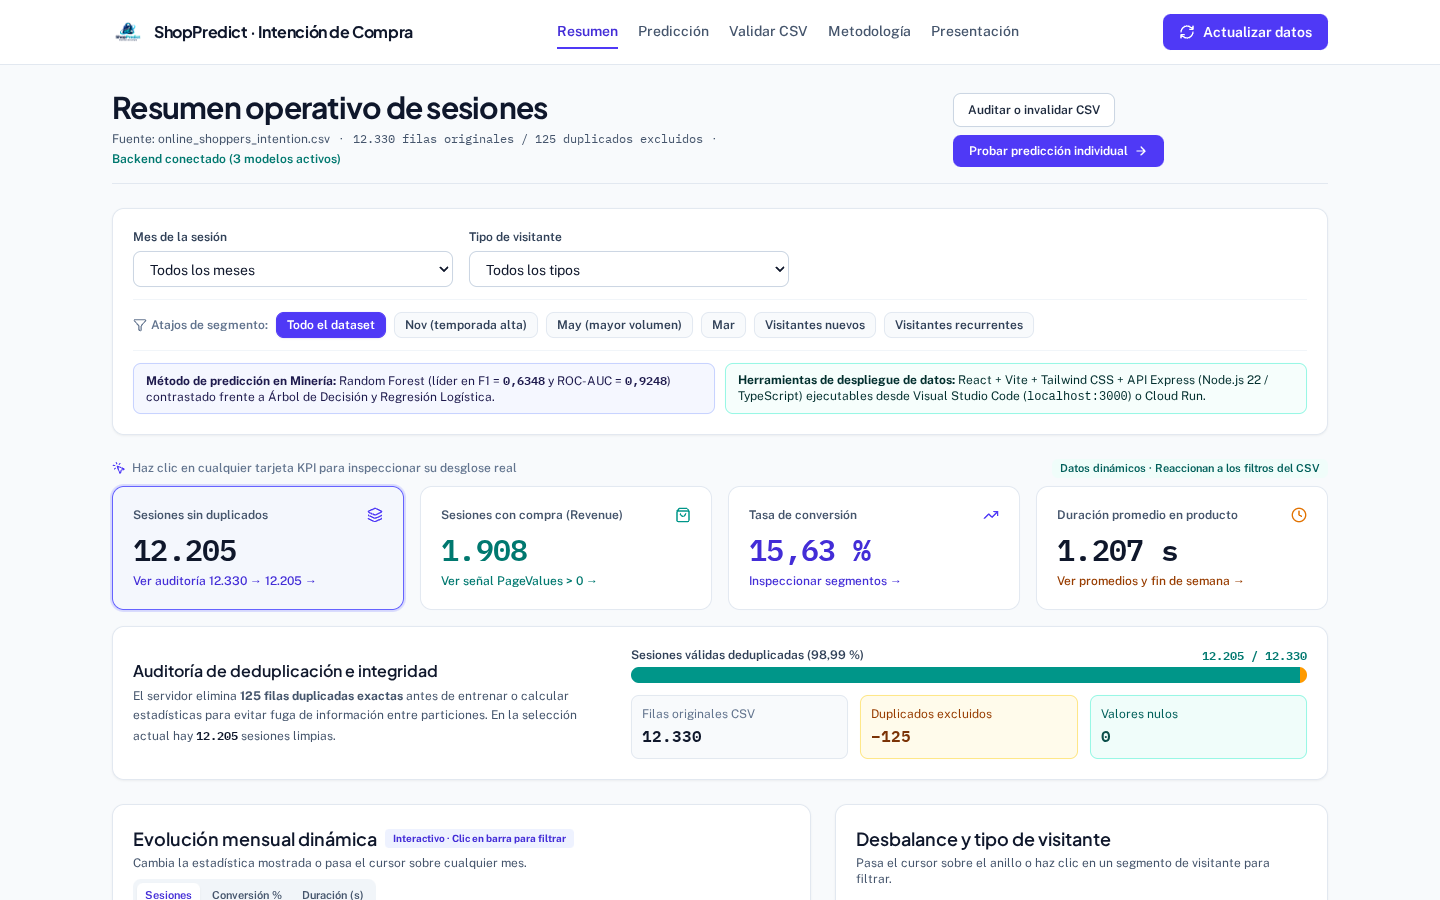 ShopPredict · Intención de Compra
Resumen
Predicción
Validar CSV
Metodología
Presentación
Actualizar datos
Resumen operativo de sesiones
Fuente: online_shoppers_intention.csv · 12.330 filas originales / 125 duplicados excluidos ·
Backend conectado (3 modelos activos)
Auditar o invalidar CSV
Probar predicción individual →
Mes de la sesión
Todos los meses
Tipo de visitante
Todos los tipos
Atajos de segmento:
Todo el dataset
Nov (temporada alta)
May (mayor volumen)
Mar
Visitantes nuevos
Visitantes recurrentes
Método de predicción en Minería: Random Forest (líder en F1 = 0,6348 y ROC-AUC = 0,9248)
contrastado frente a Árbol de Decisión y Regresión Logística.
Herramientas de despliegue de datos: React + Vite + Tailwind CSS + API Express (Node.js 22 /
TypeScript) ejecutables desde Visual Studio Code (localhost:3000) o Cloud Run.
Haz clic en cualquier tarjeta KPI para inspeccionar su desglose real
Datos dinámicos · Reaccionan a los filtros del CSV
Sesiones sin duplicados
12.205
Ver auditoría 12.330 → 12.205 →
Sesiones con compra (Revenue)
1.908
Ver señal PageValues > 0 →
Tasa de conversión
15,63 %
Inspeccionar segmentos →
Duración promedio en producto
1.207 s
Ver promedios y fin de semana →
Auditoría de deduplicación e integridad
El servidor elimina 125 filas duplicadas exactas antes de entrenar o calcular
estadísticas para evitar fuga de información entre particiones. En la selección
actual hay 12.205 sesiones limpias.
Sesiones válidas deduplicadas (98,99 %)
12.205 / 12.330
Filas originales CSV
12.330
Duplicados excluidos
−125
Valores nulos
0
Evolución mensual dinámica
Interactivo · Clic en barra para filtrar
Cambia la estadística mostrada o pasa el cursor sobre cualquier mes.
Sesiones
Conversión %
Duración (s)
Desbalance y tipo de visitante
Pasa el cursor sobre el anillo o haz clic en un segmento de visitante para
filtrar.